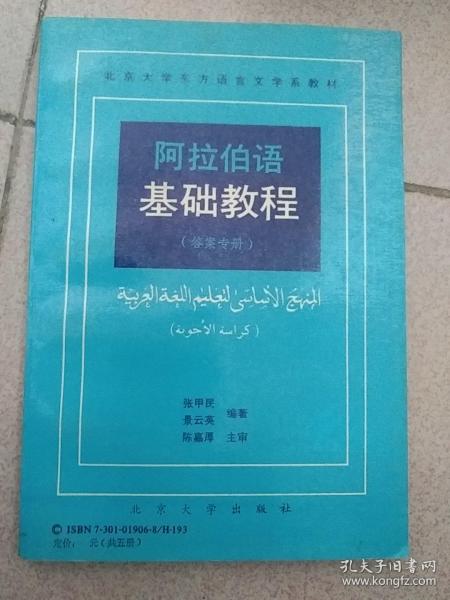 北京大学东方语言文学系教材
阿拉伯语
基础教程
(答案专册)
المنهج الأساسى لتعليم اللغة العربية
(كراسة الأجوبة)
张甲民
景云英 编著
陈嘉厚 主审
北京大学出版社
© ISBN 7-301-01906-8/H·193
定价: 元(共五册)
孔夫子旧书网
www.kongfz.com